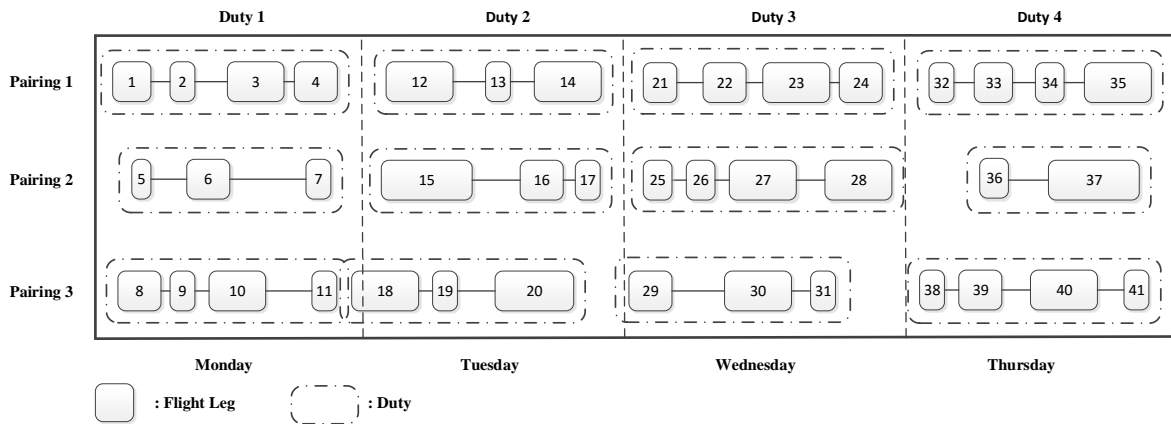 Duty 1 Duty 2 Duty 3 Duty 4
Pairing 1 1 2 3 4 12 13 14 21 22 23 24 32 33 34 35
Pairing 2 5 6 7 15 16 17 25 26 27 28 36 37
Pairing 3 8 9 10 11 18 19 20 29 30 31 38 39 40 41
Monday Tuesday Wednesday Thursday
: Flight Leg : Duty